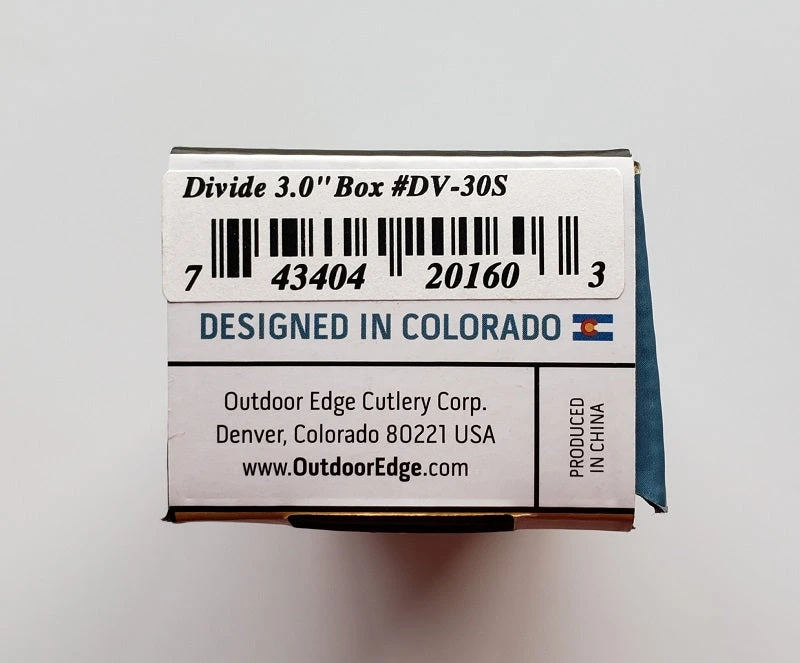 Divide 3.0" Box #DV-30S
7 43404 20160 3
DESIGNED IN COLORADO
Outdoor Edge Cutlery Corp.
Denver, Colorado 80221 USA
www.OutdoorEdge.com
PRODUCED
IN CHINA